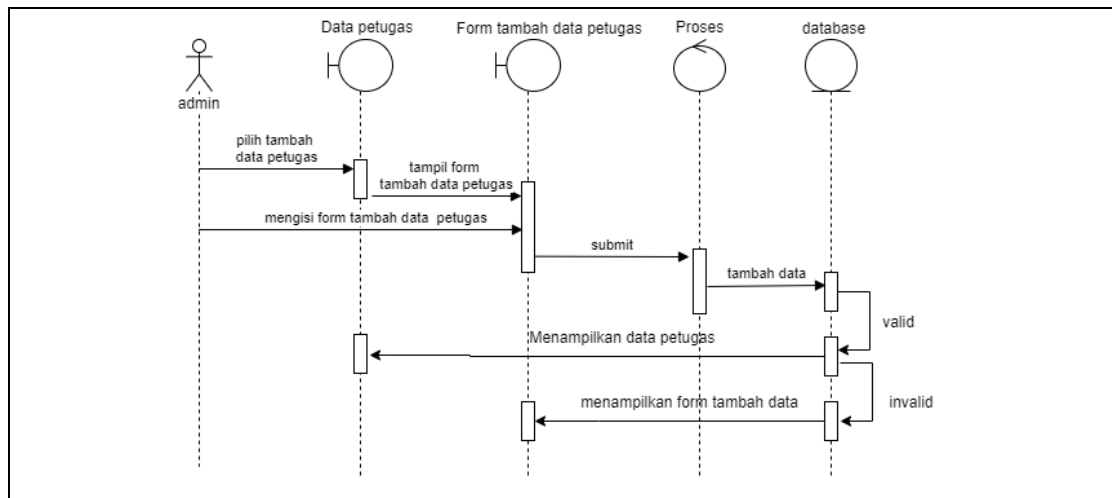 Data petugas
Form tambah data petugas
Proses
database
admin
pilih tambah
data petugas
tampil form
tambah data petugas
mengisi form tambah data petugas
submit
tambah data
valid
Menampilkan data petugas
menampilkan form tambah data
invalid